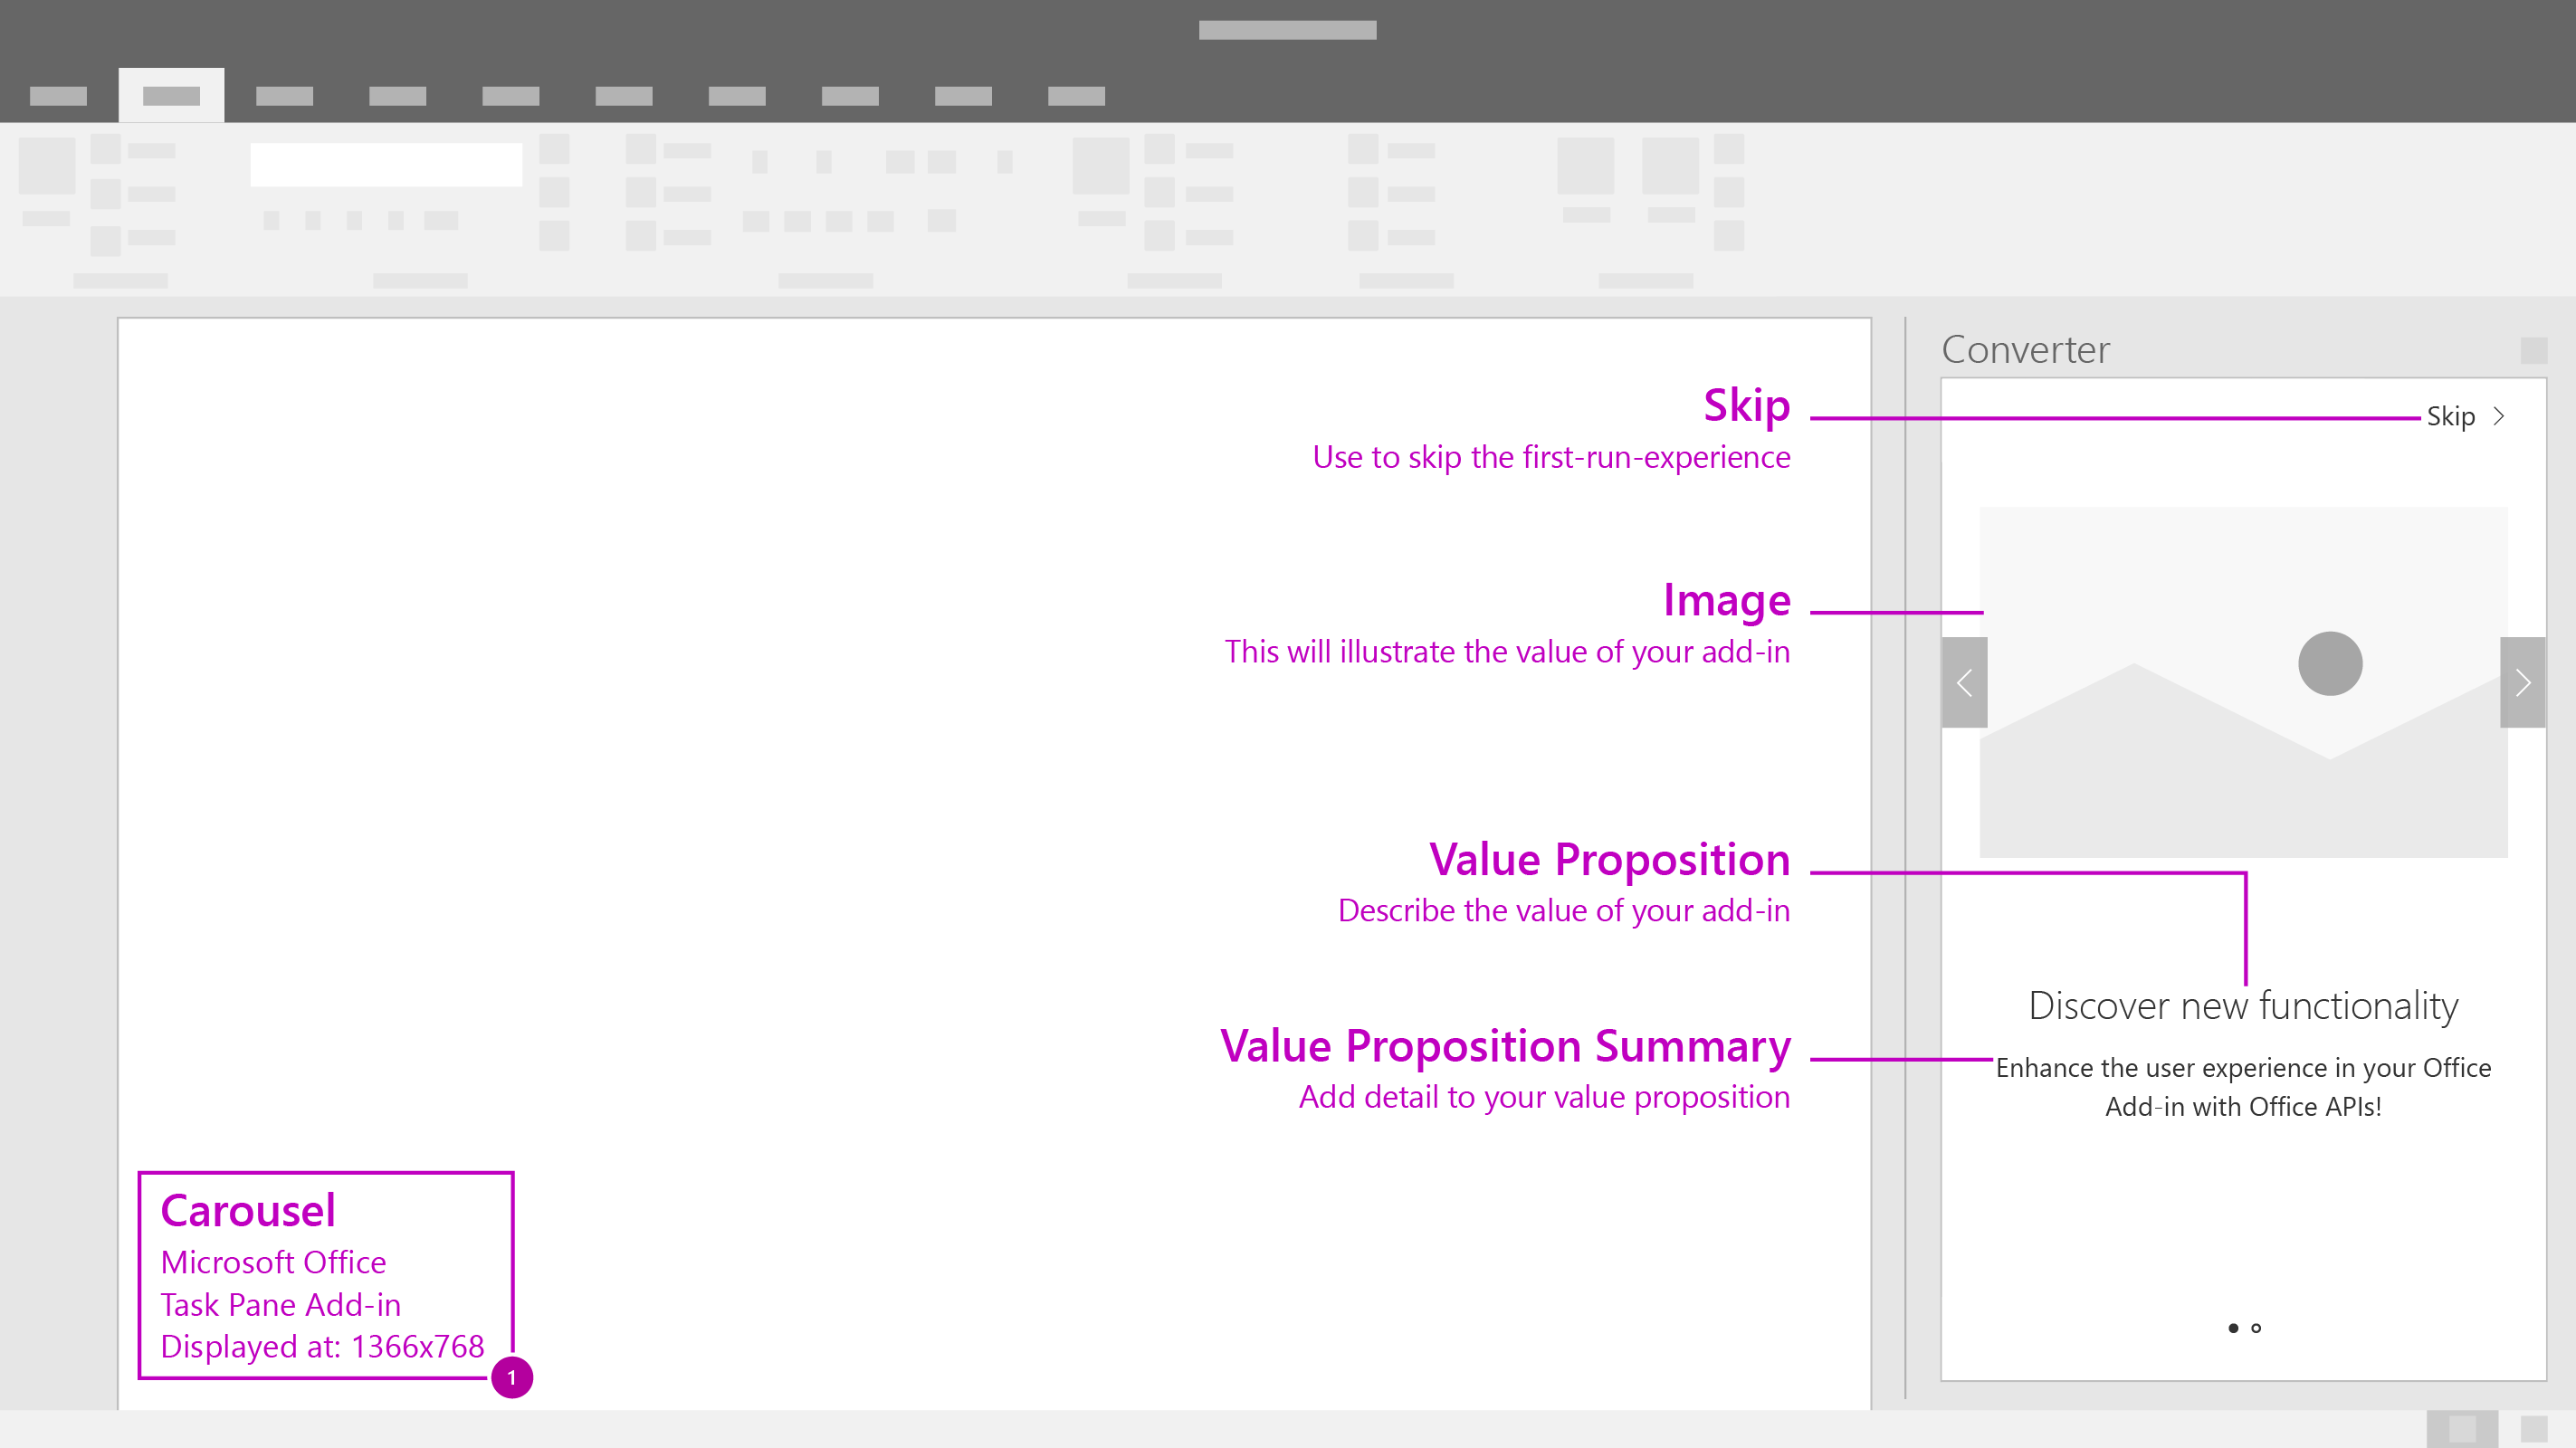 Converter
Skip
Use to skip the first-run-experience
Skip
Image
This will illustrate the value of your add-in
Value Proposition
Describe the value of your add-in
Discover new functionality
Value Proposition Summary
Add detail to your value proposition
Enhance the user experience in your Office
Add-in with Office APIs!
Carousel
Microsoft Office
Task Pane Add-in
Displayed at: 1366x768
1